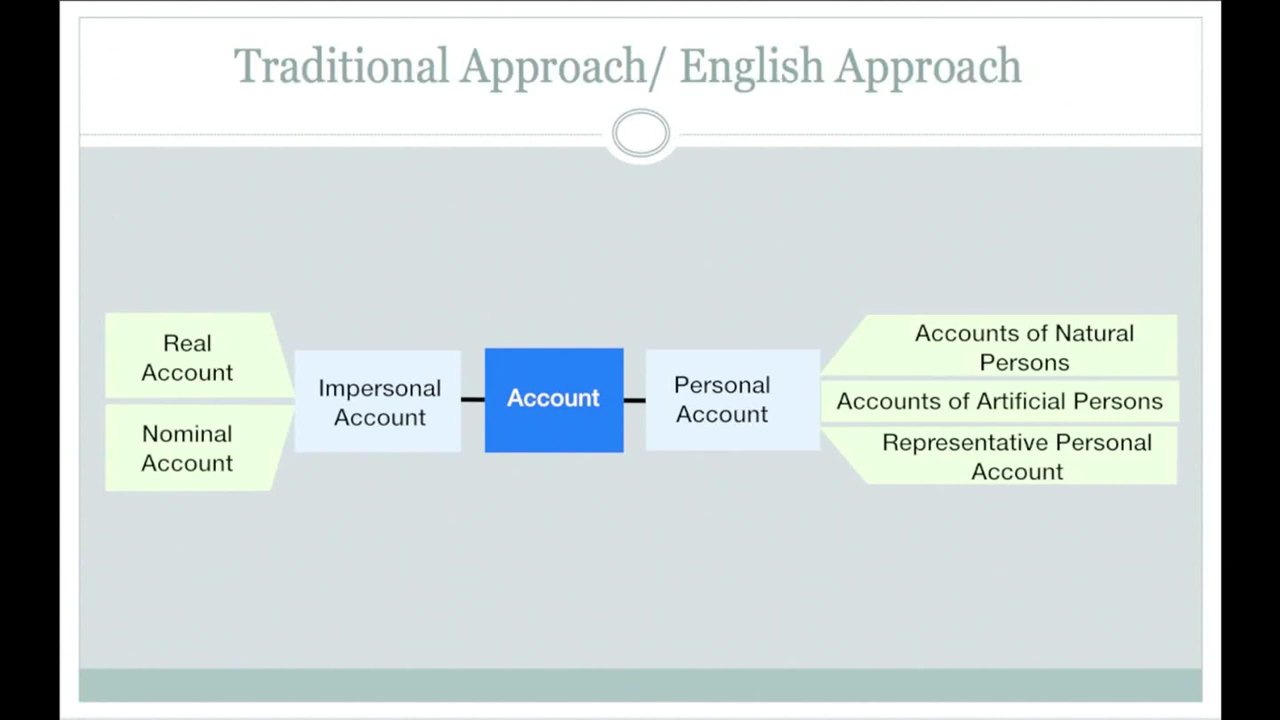 Traditional Approach/ English Approach
Real
Account
Nominal
Account
Impersonal
Account
Account
Personal
Account
Accounts of Natural
Persons
Accounts of Artificial Persons
Representative Personal
Account